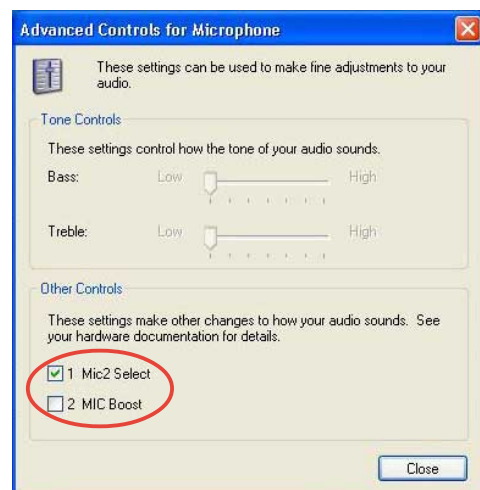 Advanced Controls for Microphone
These settings can be used to make fine adjustments to your
audio.
Tone Controls
These settings control how the tone of your audio sounds.
Bass: Low High
Treble: Low High
Other Controls
These settings make other changes to how your audio sounds. See
your hardware documentation for details.
1 Mic2 Select
2 MIC Boost
Close